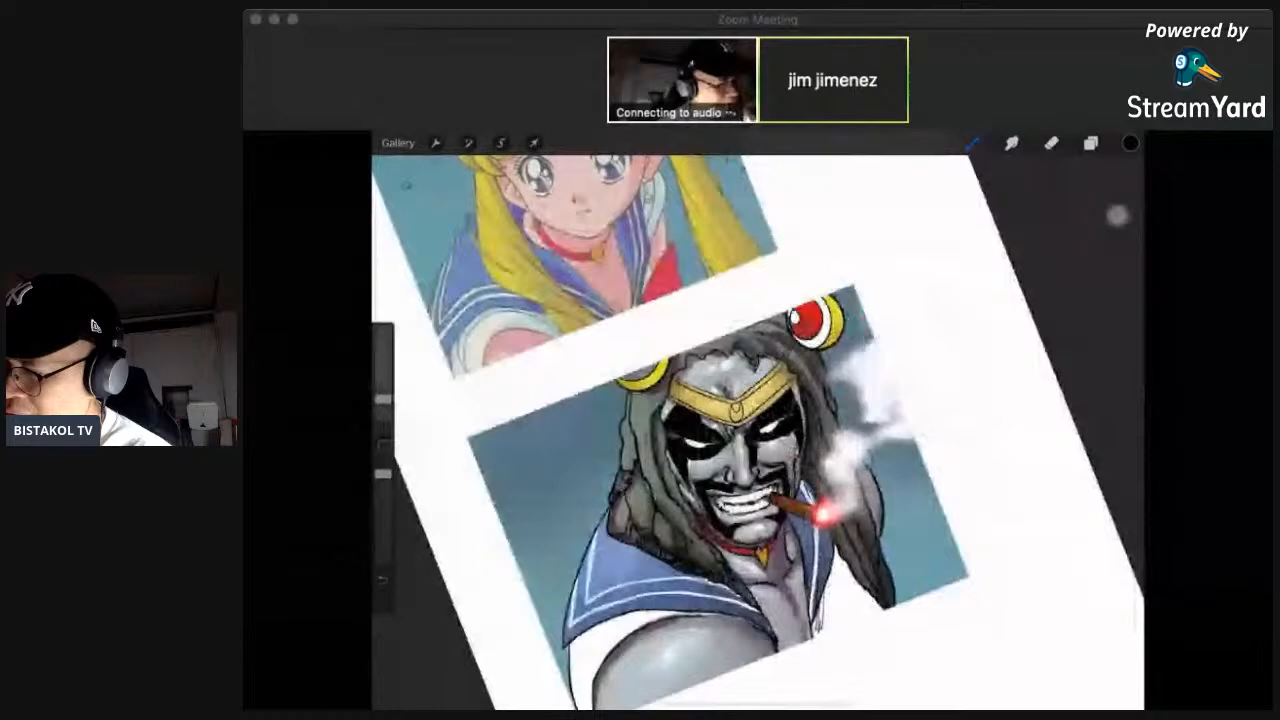 Zoom Meeting
Powered by
StreamYard
Connecting to audio ···
jim jimenez
Gallery
BISTAKOL TV